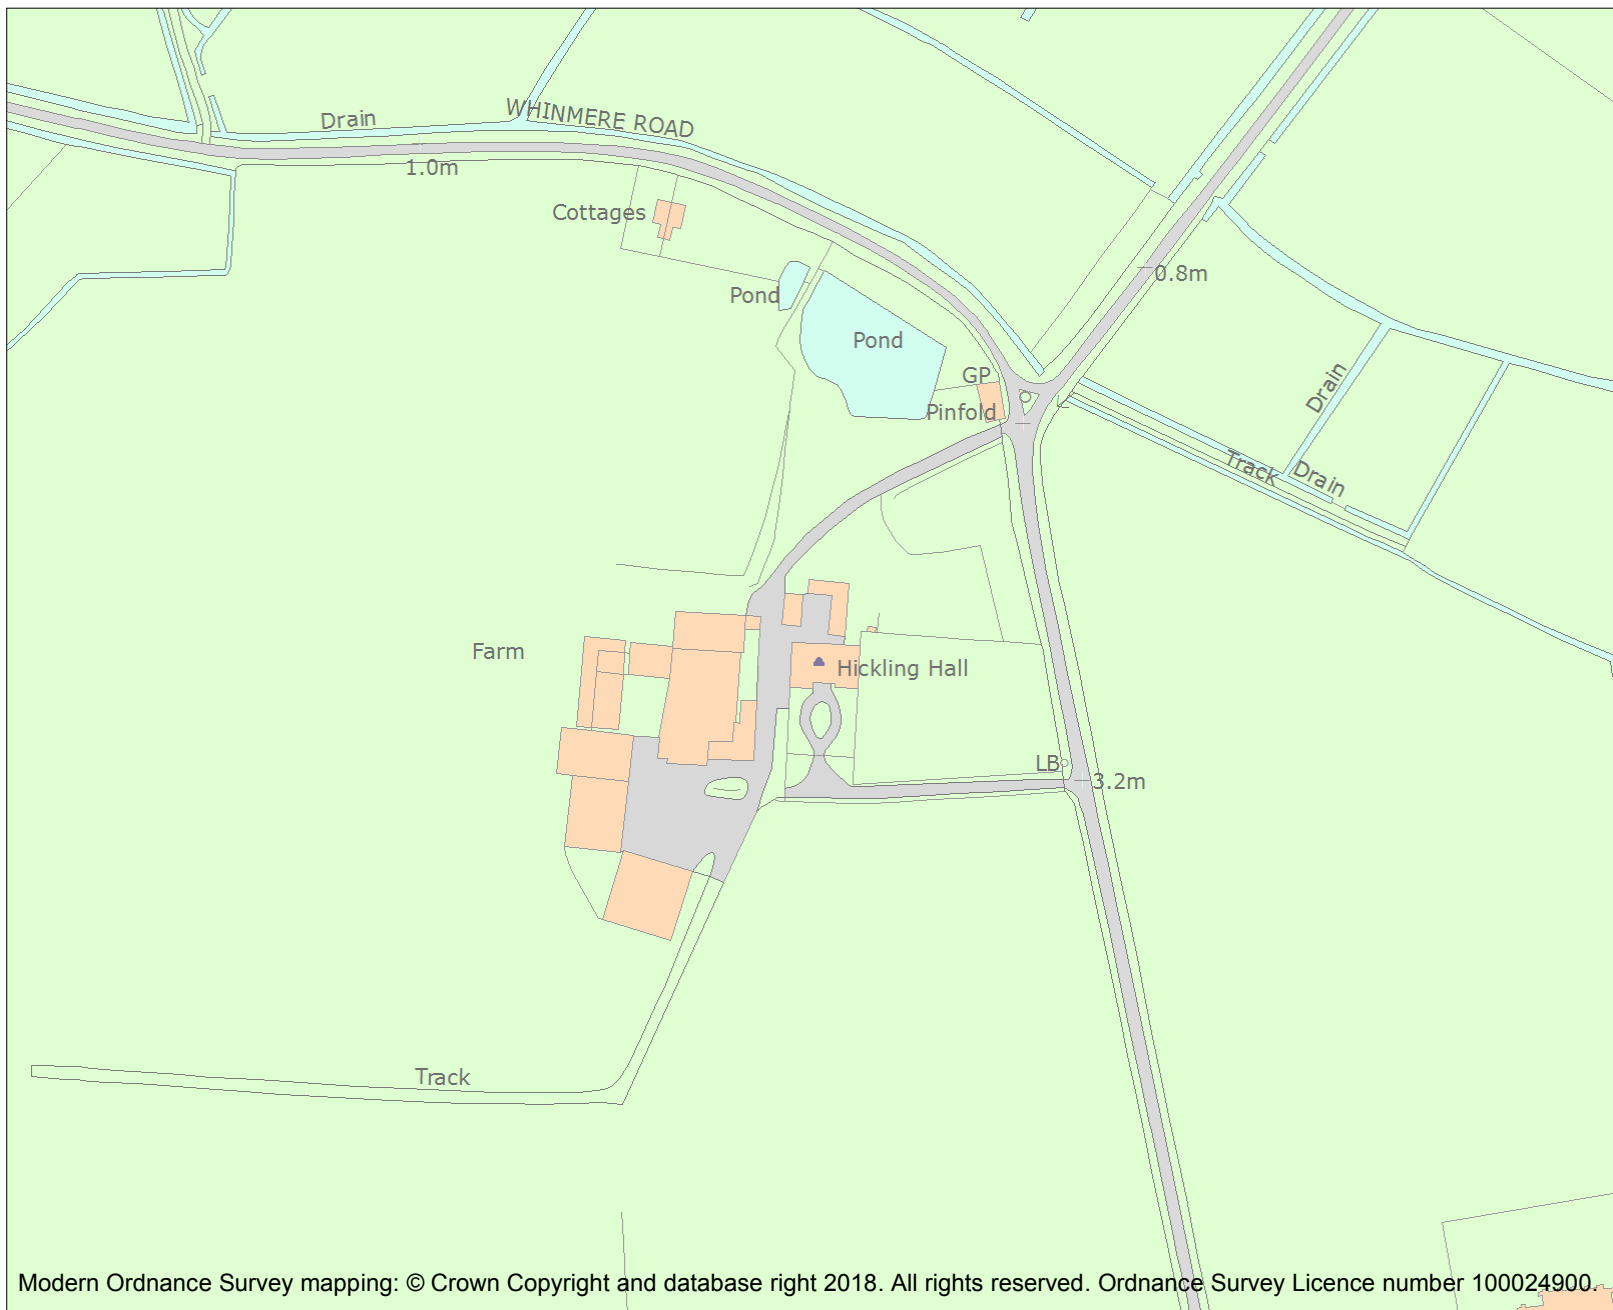 Drain
WHINMERE ROAD
1.0m
Cottages
0.8m
Pond
Pond
GP
Pinfold
Drain
Track
Drain
Farm
Hickling Hall
LB
3.2m
Track
Modern Ordnance Survey mapping: © Crown Copyright and database right 2018. All rights reserved. Ordnance Survey Licence number 100024900.